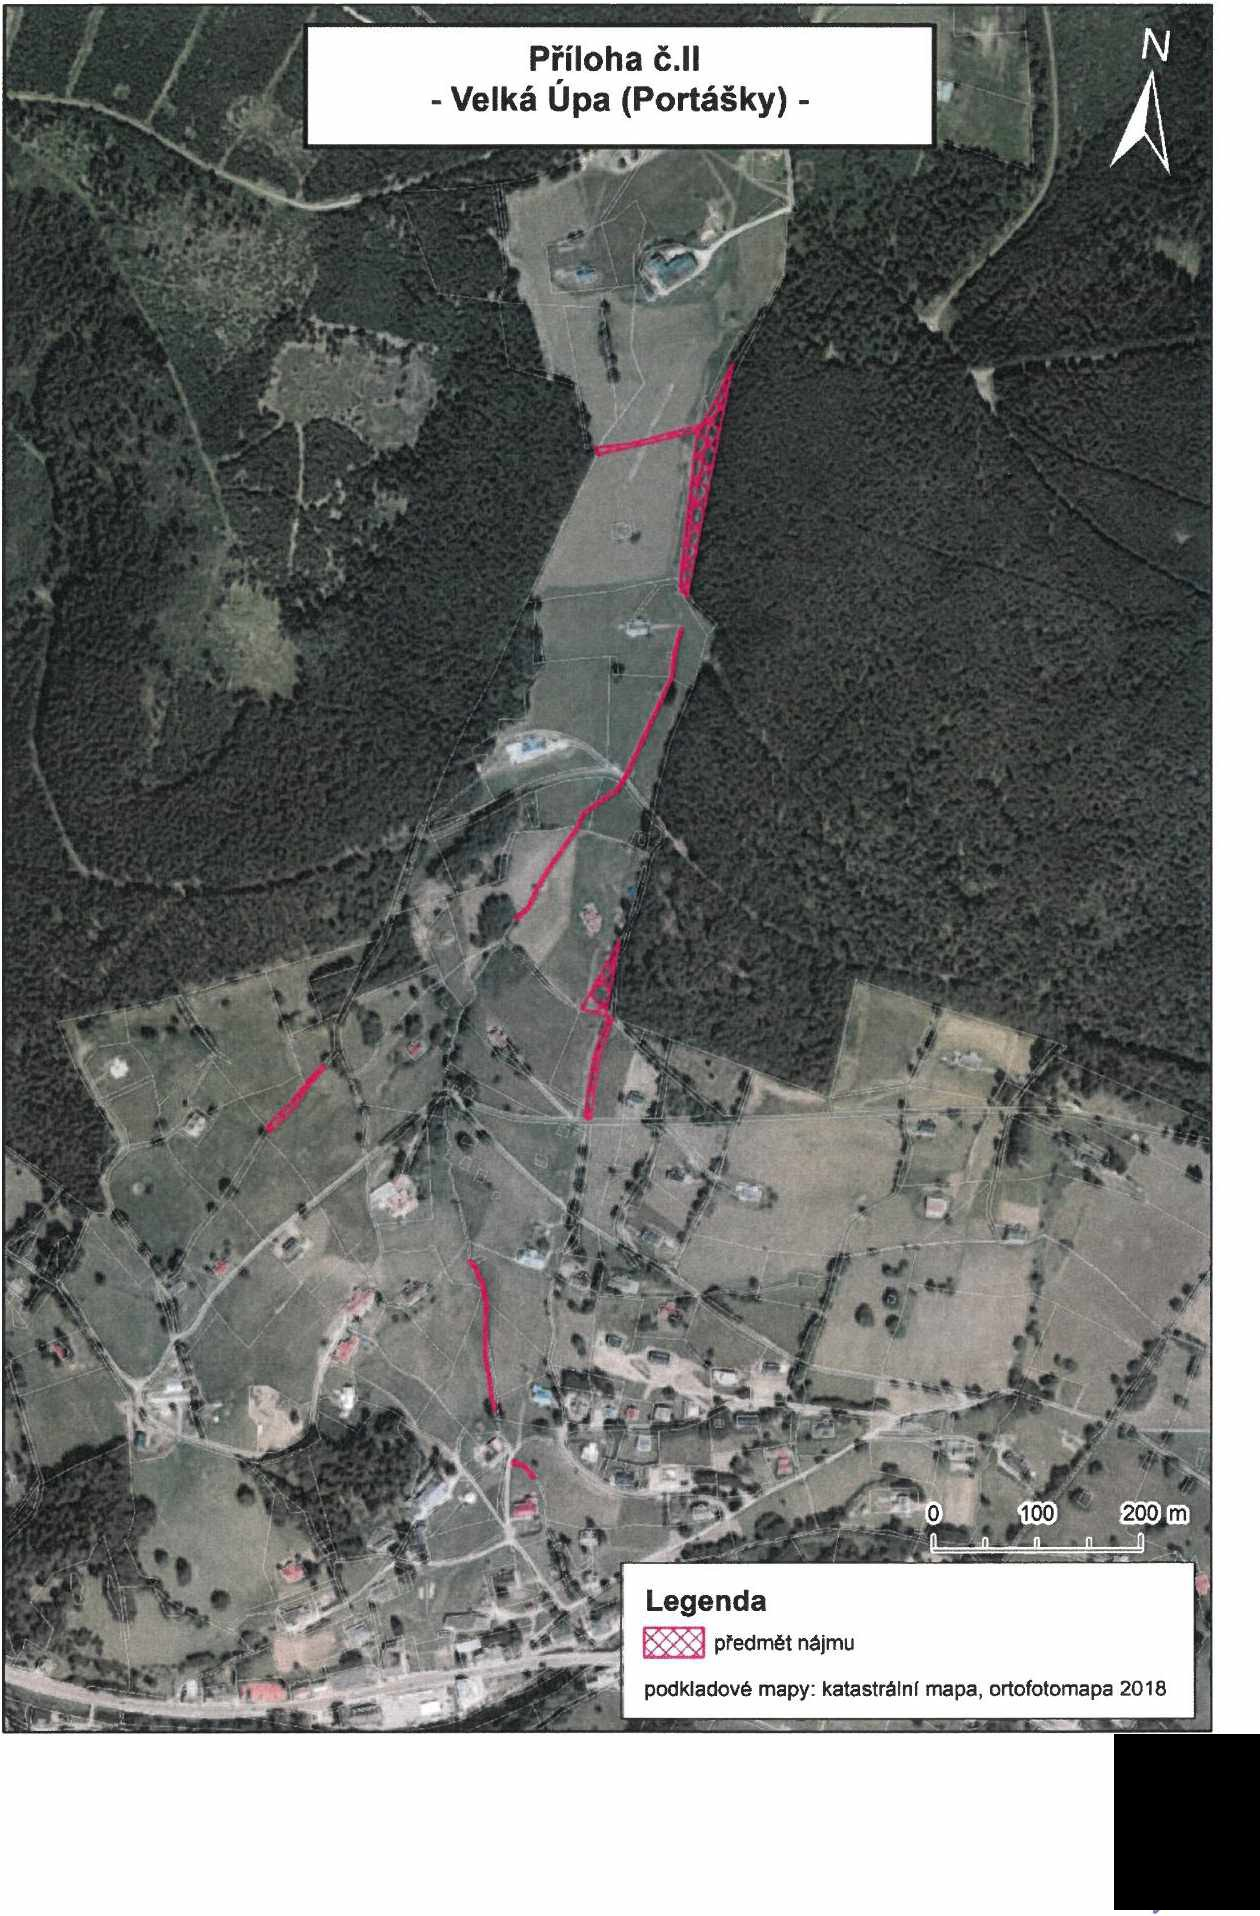 Příloha č.II
- Velká Úpa (Portášky) -
N
0 100 200 m
Legenda
předmět nájmu
podkladové mapy: katastrální mapa, ortofotomapa 2018